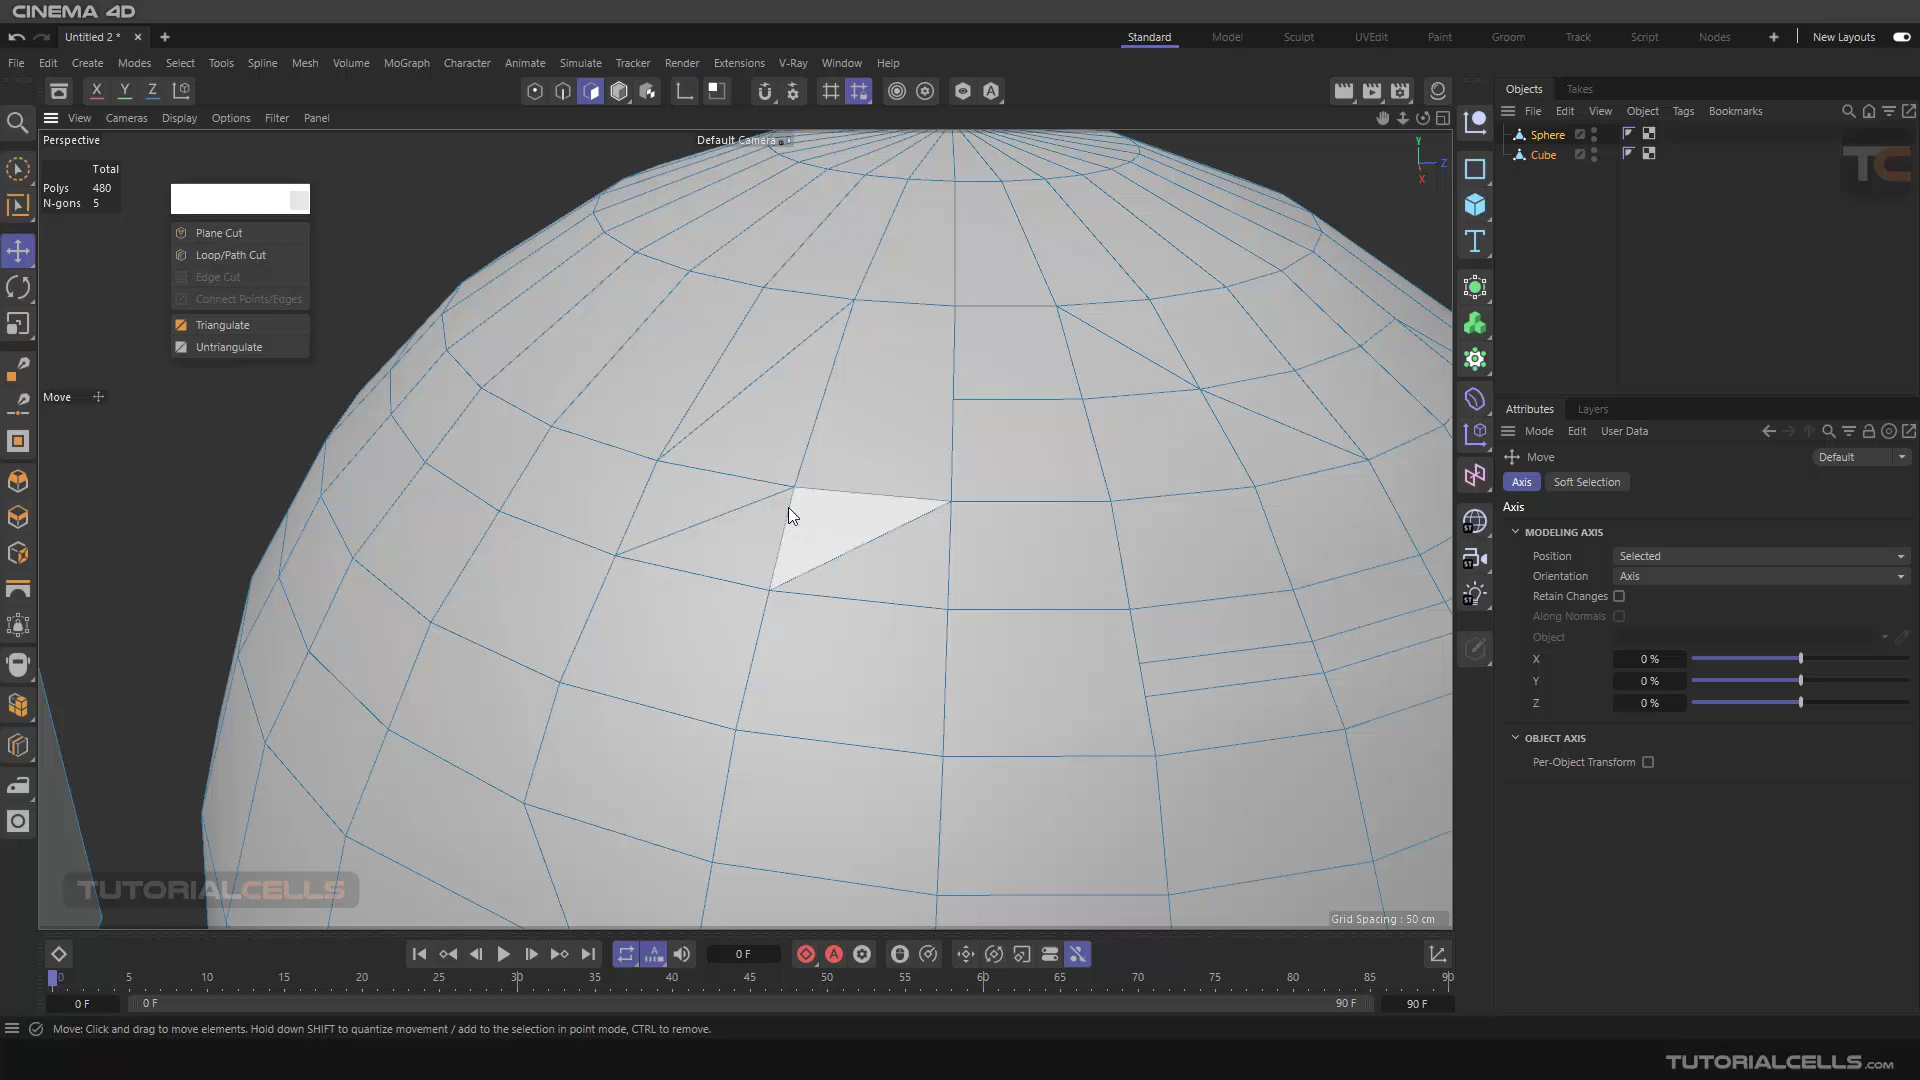 CINEMA 4D
Untitled 2 *
Standard
Model
Sculpt
UVEdit
Paint
Groom
Track
Script
Nodes
New Layouts
File Edit Create Modes Select Tools Spline Mesh Volume MoGraph Character Animate Simulate Tracker Render Extensions V-Ray Window Help
X Y Z
View Cameras Display Options Filter Panel
Perspective
Default Camera
Total
Polys 480
N-gons 5
Plane Cut
Loop/Path Cut
Edge Cut
Connect Points/Edges
Triangulate
Untriangulate
Move
Y
Z
X
TUTORIALCELLS
Grid Spacing : 50 cm
Objects Takes
File Edit View Object Tags Bookmarks
Sphere
Cube
TC
Attributes Layers
Mode Edit User Data
Move
Default
Axis Soft Selection
Axis
MODELING AXIS
Position Selected
Orientation Axis
Retain Changes
Along Normals
Object
X 0 %
Y 0 %
Z 0 %
OBJECT AXIS
Per-Object Transform
0 F
0 5 10 15 20 25 30 35 40 45 50 55 60 65 70 75 80 85 90
0 F 0 F 90 F 90 F
Move: Click and drag to move elements. Hold down SHIFT to quantize movement / add to the selection in point mode, CTRL to remove.
TUTORIALCELLS.COM